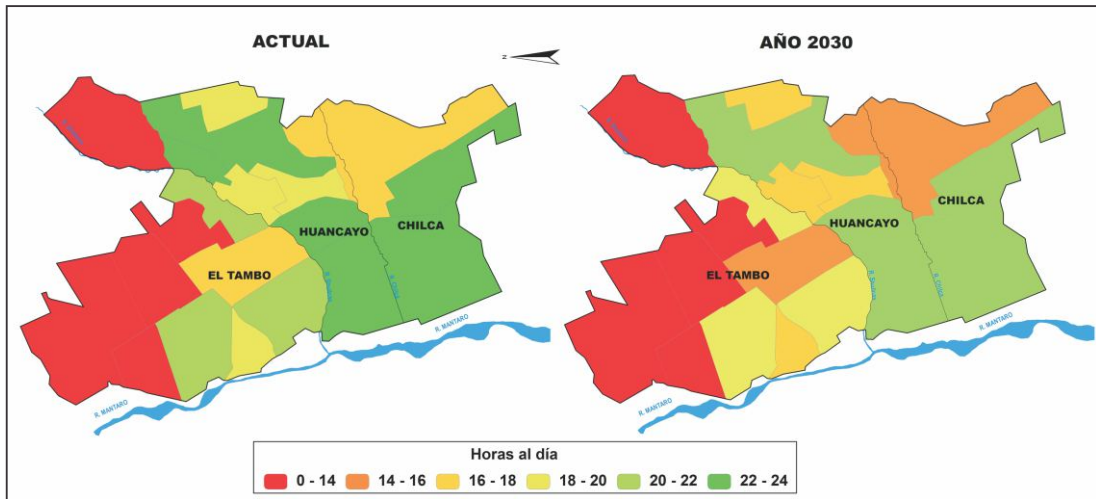 ACTUAL
N
AÑO 2030
HUANCAYO
CHILCA
EL TAMBO
R. MANTARO
R. MANTARO
CHILCA
HUANCAYO
EL TAMBO
R. MANTARO
R. MANTARO
Horas al día
0 - 14
14 - 16
16 - 18
18 - 20
20 - 22
22 - 24